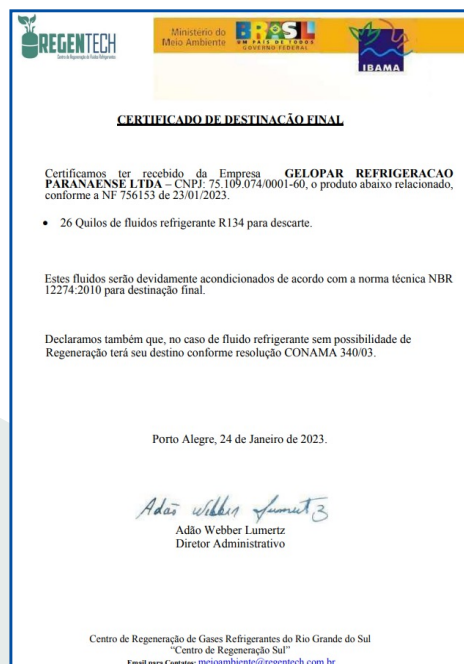 REGENTECH
Centro de Regeneração de Fluidos Refrigerantes
Ministério do
Meio Ambiente
BRASIL
UM PAÍS DE TODOS
GOVERNO FEDERAL
IBAMA
CERTIFICADO DE DESTINAÇÃO FINAL
Certificamos ter recebido da Empresa GELOPAR REFRIGERACAO
PARANAENSE LTDA – CNPJ: 75.109.074/0001-60, o produto abaixo relacionado,
conforme a NF 756153 de 23/01/2023.
• 26 Quilos de fluidos refrigerante R134 para descarte.
Estes fluidos serão devidamente acondicionados de acordo com a norma técnica NBR
12274:2010 para destinação final.
Declaramos também que, no caso de fluido refrigerante sem possibilidade de
Regeneração terá seu destino conforme resolução CONAMA 340/03.
Porto Alegre, 24 de Janeiro de 2023.
Adão Webber Lumertz
Adão Webber Lumertz
Diretor Administrativo
Centro de Regeneração de Gases Refrigerantes do Rio Grande do Sul
“Centro de Regeneração Sul”
Email para Contatos: meioambiente@regentech.com.br